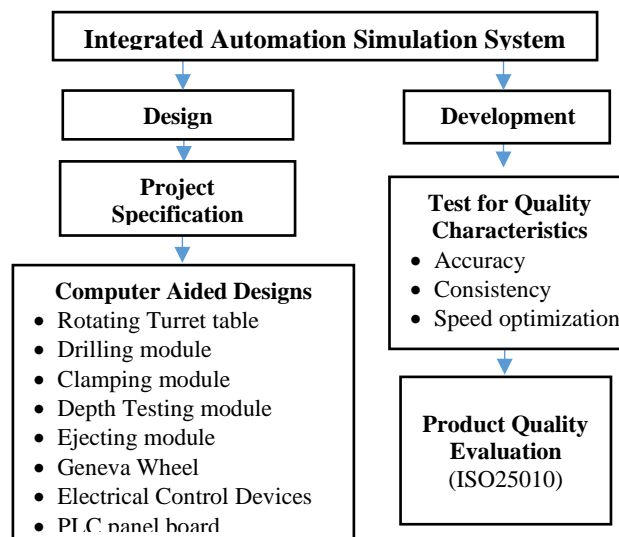 Integrated Automation Simulation System
Design
Project
Specification
Computer Aided Designs
• Rotating Turret table
• Drilling module
• Clamping module
• Depth Testing module
• Ejecting module
• Geneva Wheel
• Electrical Control Devices
• PLC panel board
Development
Test for Quality
Characteristics
• Accuracy
• Consistency
• Speed optimization
Product Quality
Evaluation
(ISO25010)